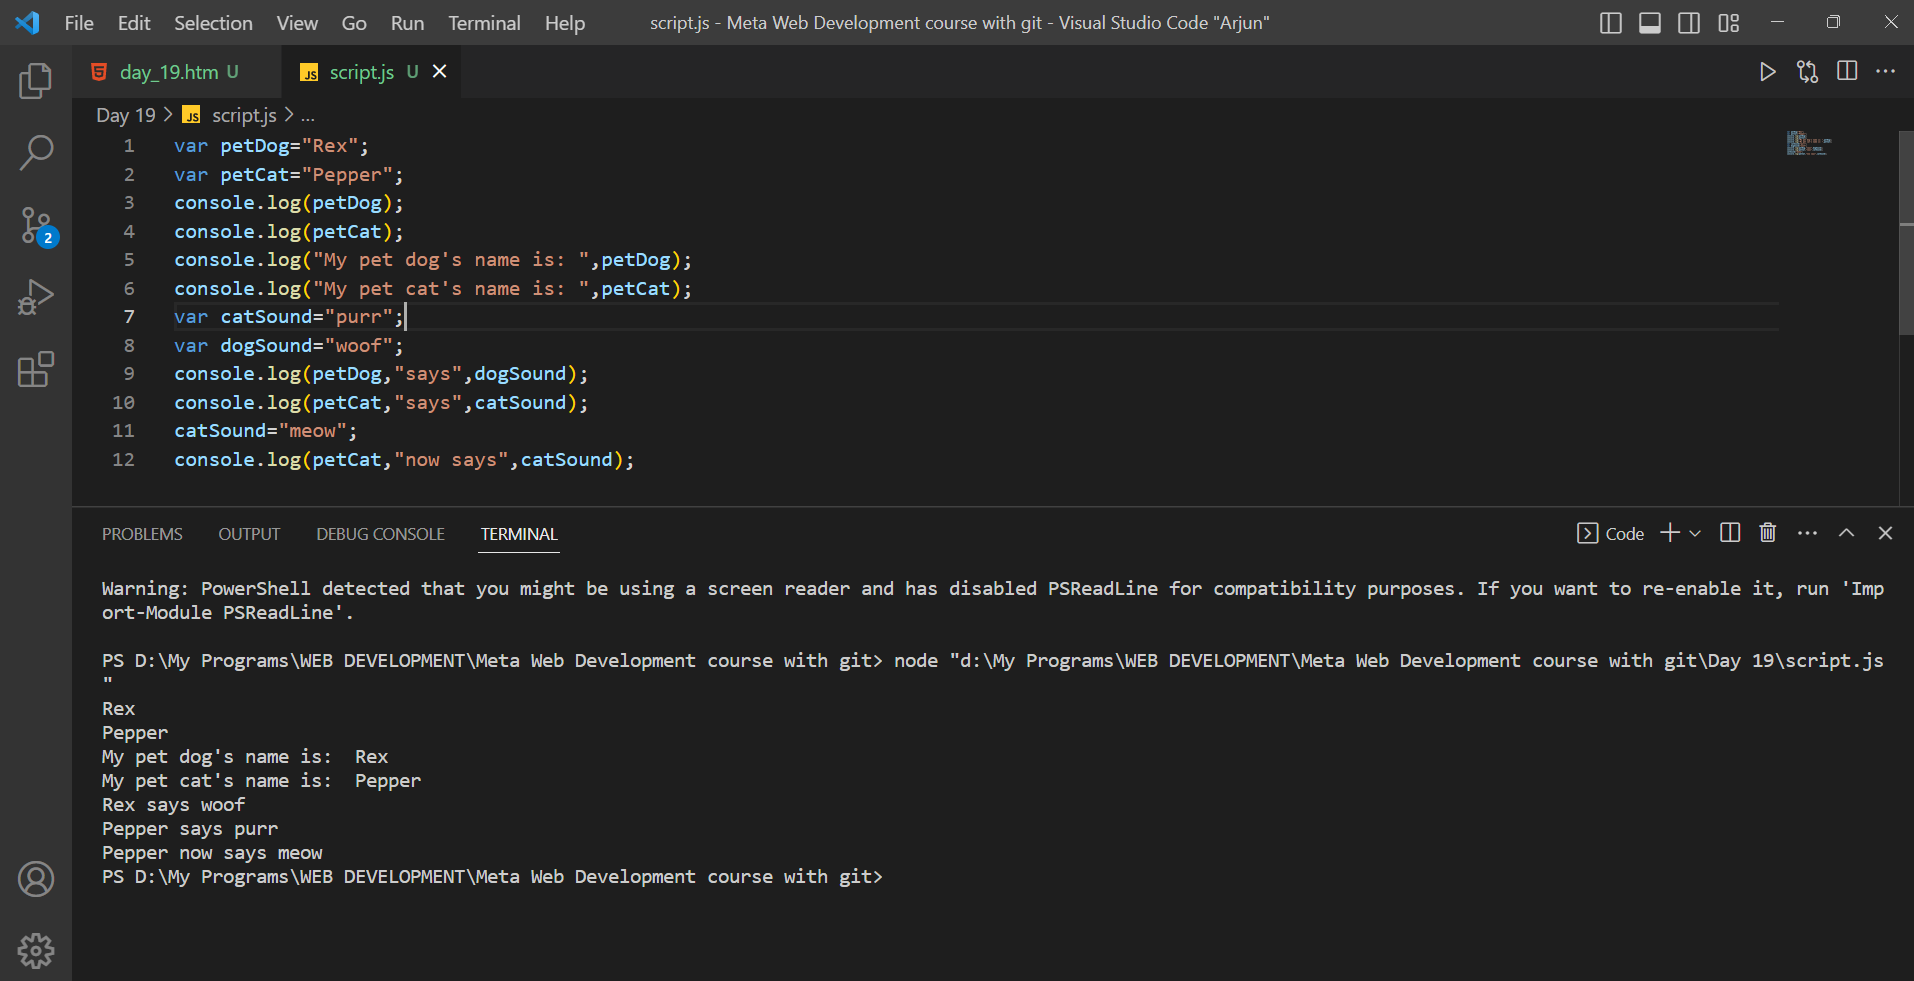 File Edit Selection View Go Run Terminal Help script.js - Meta Web Development course with git - Visual Studio Code "Arjun"
day_19.htm U JS script.js U
Day 19 > JS script.js > ...
1 var petDog="Rex";
2 var petCat="Pepper";
3 console.log(petDog);
4 console.log(petCat);
5 console.log("My pet dog's name is: ",petDog);
6 console.log("My pet cat's name is: ",petCat);
7 var catSound="purr";
8 var dogSound="woof";
9 console.log(petDog,"says",dogSound);
10 console.log(petCat,"says",catSound);
11 catSound="meow";
12 console.log(petCat,"now says",catSound);
2
PROBLEMS OUTPUT DEBUG CONSOLE TERMINAL Code
Warning: PowerShell detected that you might be using a screen reader and has disabled PSReadLine for compatibility purposes. If you want to re-enable it, run 'Imp
ort-Module PSReadLine'.
PS D:\My Programs\WEB DEVELOPMENT\Meta Web Development course with git> node "d:\My Programs\WEB DEVELOPMENT\Meta Web Development course with git\Day 19\script.js
"
Rex
Pepper
My pet dog's name is:  Rex
My pet cat's name is:  Pepper
Rex says woof
Pepper says purr
Pepper now says meow
PS D:\My Programs\WEB DEVELOPMENT\Meta Web Development course with git>